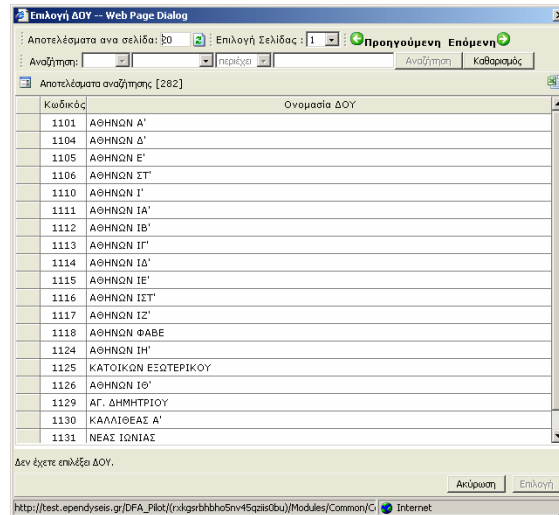 Επιλογή ΔΟΥ -- Web Page Dialog
Αποτελέσματα ανα σελίδα: 20 Επιλογή Σελίδας : 1 Προηγούμενη Επόμενη
Αναζήτηση: περιέχει Αναζήτηση Καθαρισμός
Αποτελέσματα αναζήτησης [282]
Κωδικός Ονομασία ΔΟΥ
1101 ΑΘΗΝΩΝ Α'
1104 ΑΘΗΝΩΝ Δ'
1105 ΑΘΗΝΩΝ Ε'
1106 ΑΘΗΝΩΝ ΣΤ'
1110 ΑΘΗΝΩΝ Ι'
1111 ΑΘΗΝΩΝ ΙΑ'
1112 ΑΘΗΝΩΝ ΙΒ'
1113 ΑΘΗΝΩΝ ΙΓ'
1114 ΑΘΗΝΩΝ ΙΔ'
1115 ΑΘΗΝΩΝ ΙΕ'
1116 ΑΘΗΝΩΝ ΙΣΤ'
1117 ΑΘΗΝΩΝ ΙΖ'
1118 ΑΘΗΝΩΝ ΦΑΒΕ
1124 ΑΘΗΝΩΝ ΙΗ'
1125 ΚΑΤΟΙΚΩΝ ΕΞΩΤΕΡΙΚΟΥ
1126 ΑΘΗΝΩΝ ΙΘ'
1129 ΑΓ. ΔΗΜΗΤΡΙΟΥ
1130 ΚΑΛΛΙΘΕΑΣ Α'
1131 ΝΕΑΣ ΙΩΝΙΑΣ
Δεν έχετε επιλέξει ΔΟΥ.
Ακύρωση Επιλογή
http://test.ependyseis.gr/DFA_Pilot/(rxkgsrbhbho5nv45qziis0bu)/Modules/Common/C Internet